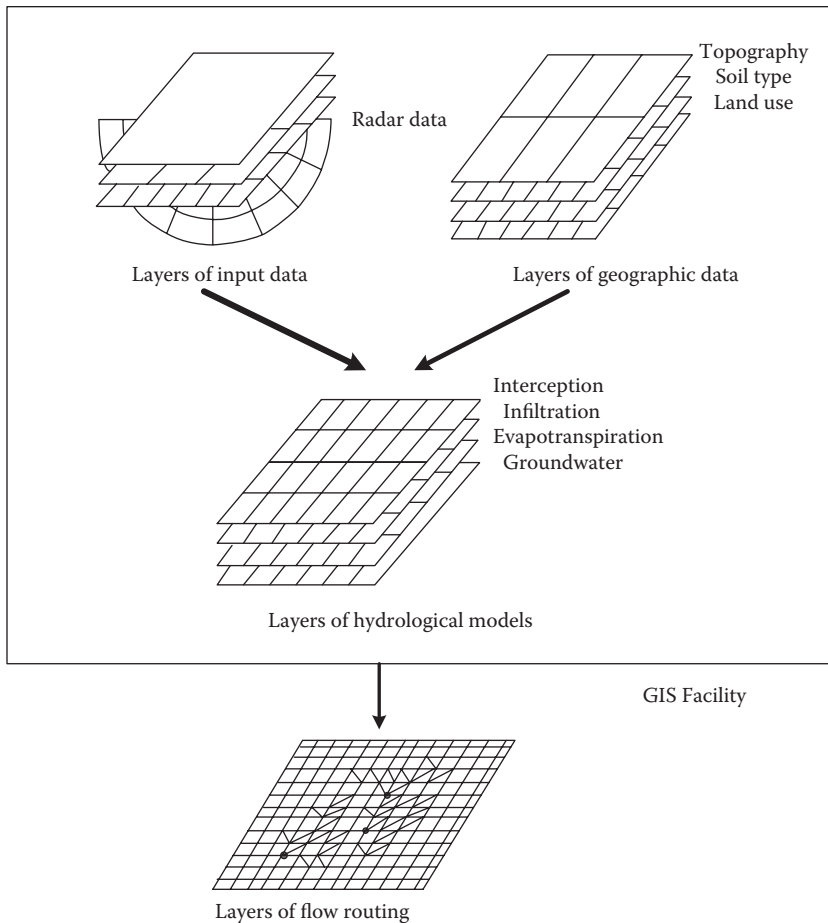 Topography
Soil type
Land use
Radar data
Layers of input data
Layers of geographic data
Interception
Infiltration
Evapotranspiration
Groundwater
Layers of hydrological models
GIS Facility
Layers of flow routing